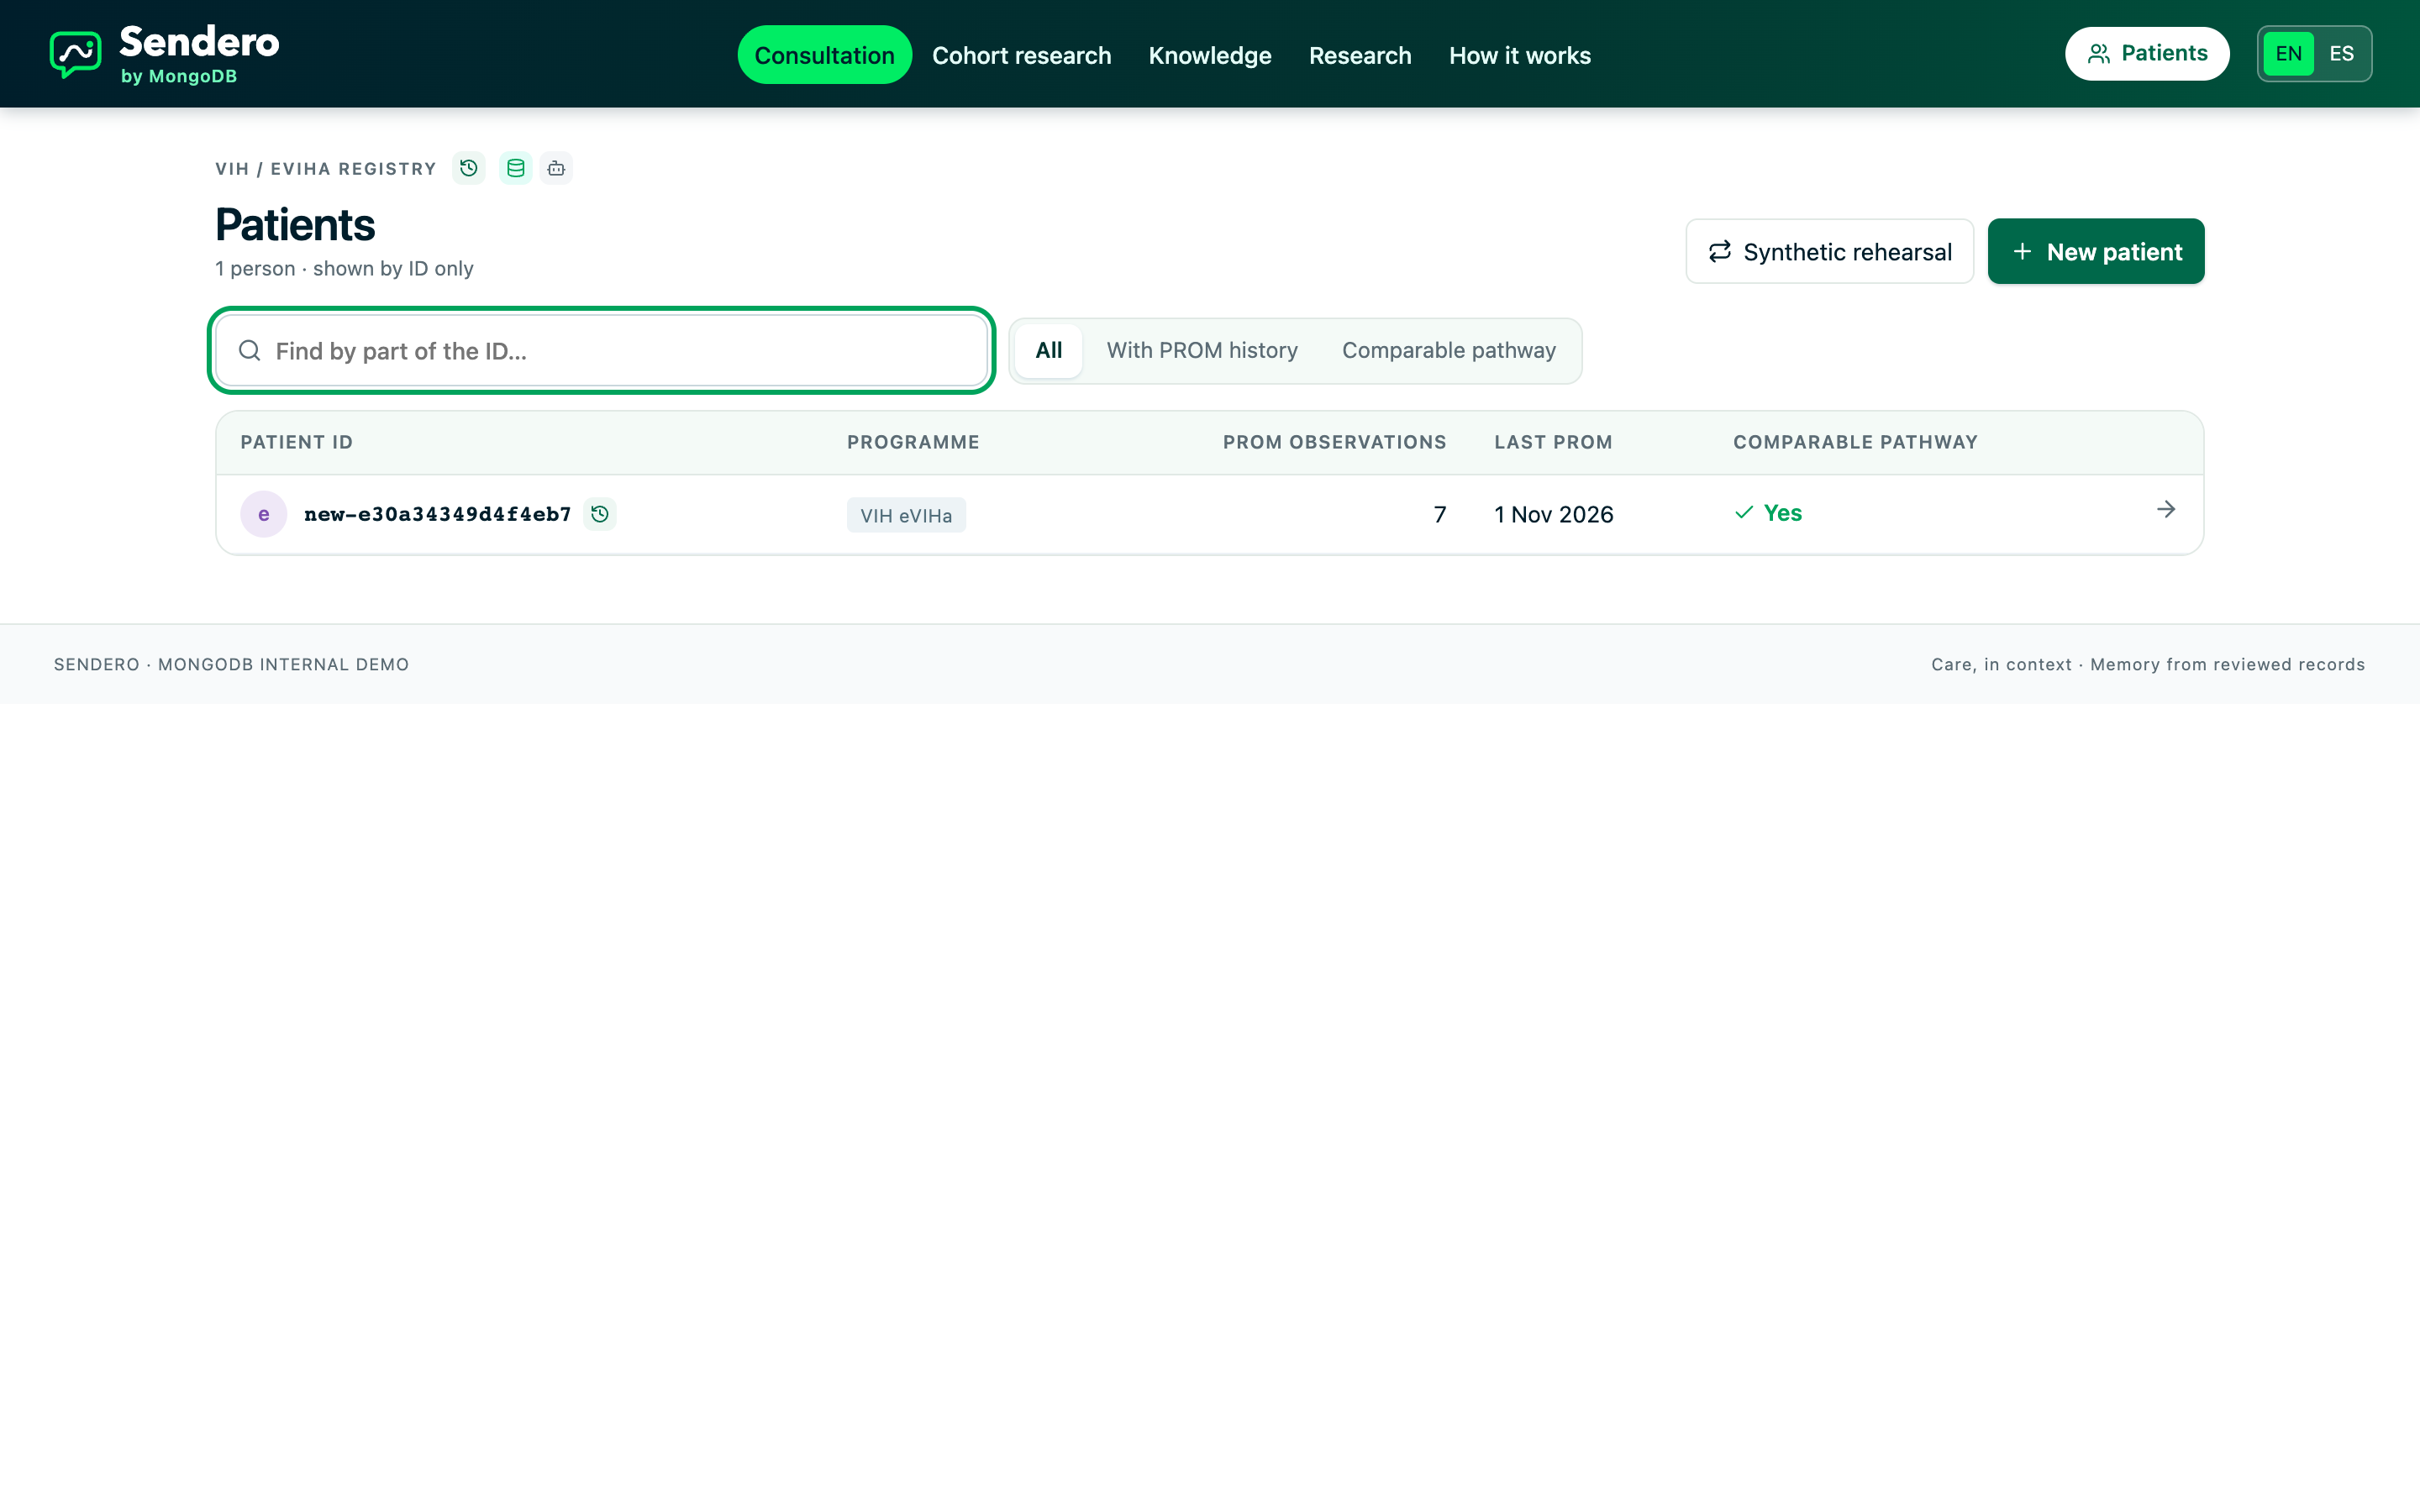 Sendero
by MongoDB
Consultation
Cohort research
Knowledge
Research
How it works
Patients
EN
ES
VIH / EVIHA REGISTRY
Patients
1 person · shown by ID only
Synthetic rehearsal
New patient
Find by part of the ID...
All
With PROM history
Comparable pathway
PATIENT ID
PROGRAMME
PROM OBSERVATIONS
LAST PROM
COMPARABLE PATHWAY
e
new-e30a34349d4f4eb7
VIH eVIHa
7
1 Nov 2026
Yes
SENDERO · MONGODB INTERNAL DEMO
Care, in context · Memory from reviewed records